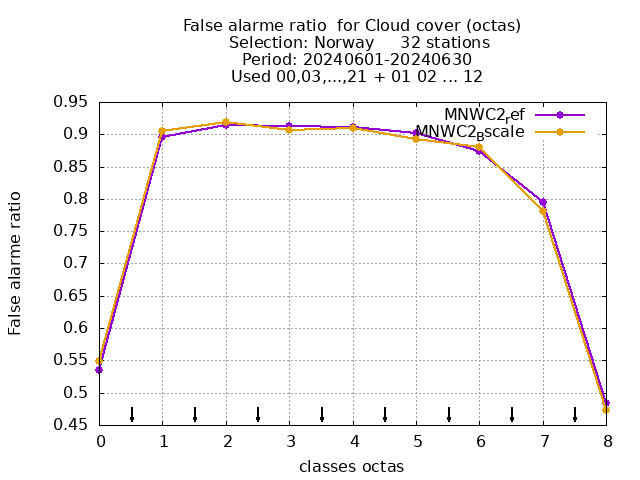 False alarme ratio  for Cloud cover (octas)
Selection: Norway     32 stations
Period: 20240601-20240630
Used 00,03,...,21 + 01 02 ... 12
MNWC2_ref
MNWC2_Bscale
0.95
0.9
0.85
0.8
0.75
0.7
0.65
0.6
0.55
0.5
0.45
False alarme ratio
0 1 2 3 4 5 6 7 8
classes octas